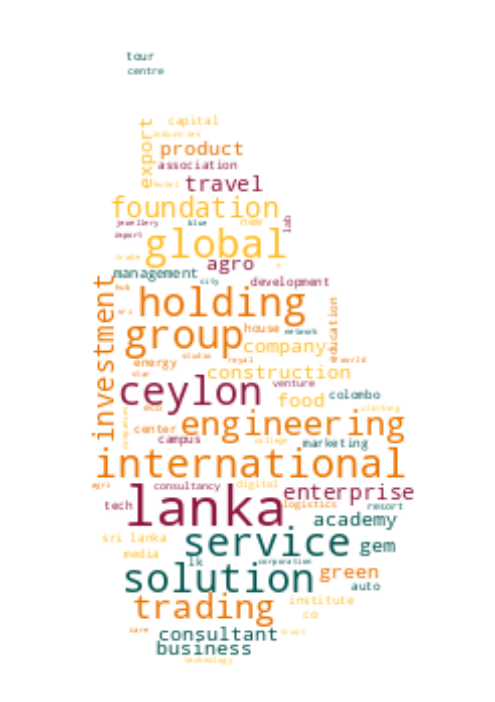 tour
centre
capital
industries
export
product
association
hotel
travel
foundation
jewellery
blue
new
lab
import
global
trade
agro
management
city
development
hub
holding
sri
investment
group
house
network
education
company
studio
royal
world
energy
construction
star
venture
ceylon
food
colombo
eco
clothing
engineering
center
campus
college
marketing
international
agri
consultancy
digital
enterprise
tech
lanka
logistics
resort
academy
sri lanka
service
gem
media
lk
corporation
solution
green
auto
trading
institute
co
care
consultant
trust
business
technology